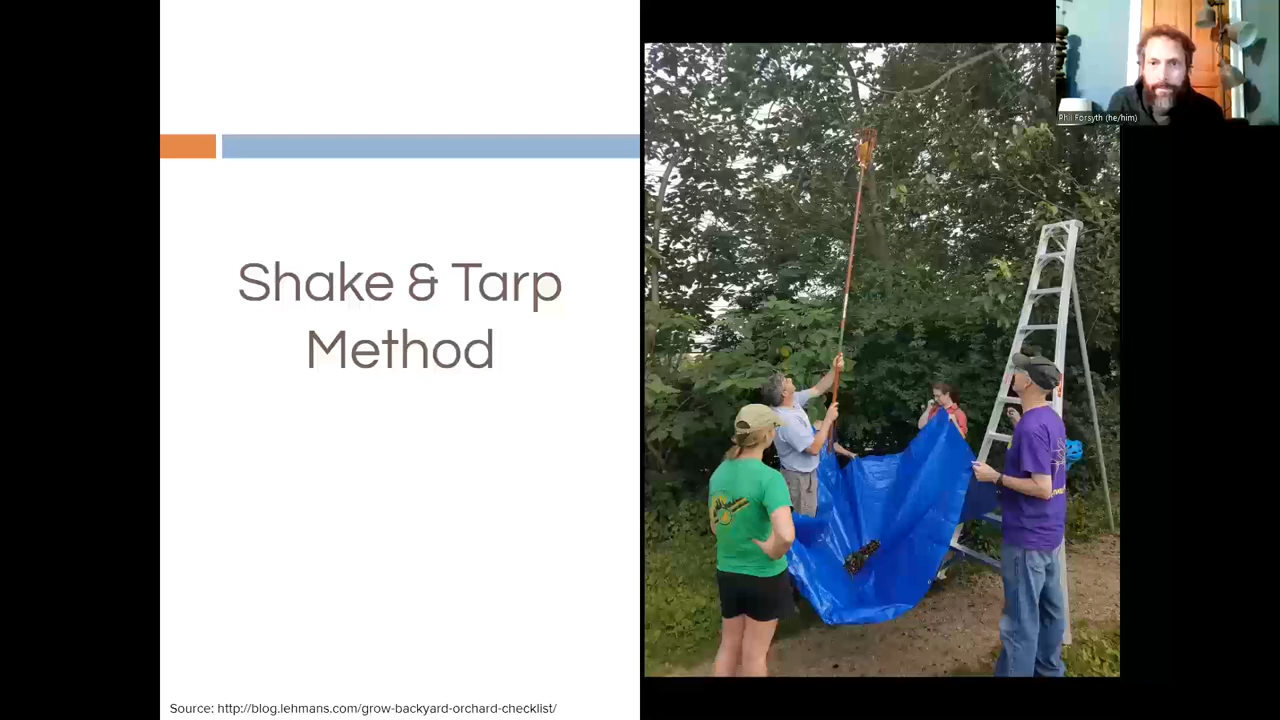 Phil Forsyth (he/him)
Shake & Tarp
Method
Source: http://blog.lehmans.com/grow-backyard-orchard-checklist/